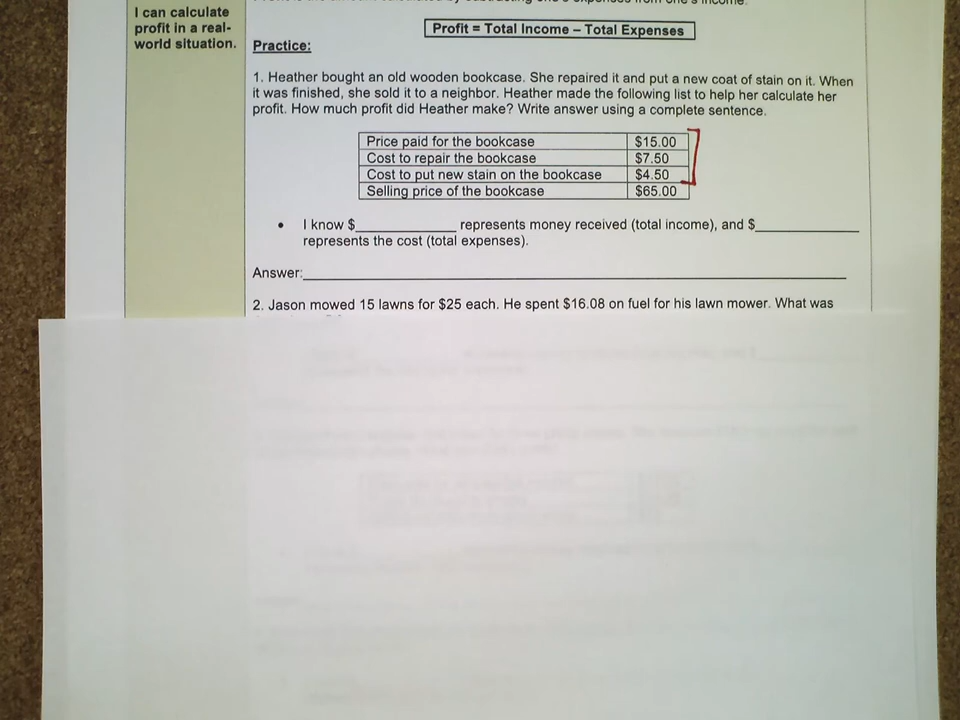 I can calculate
profit in a real-
world situation.
Profit = Total Income – Total Expenses
Practice:
1. Heather bought an old wooden bookcase. She repaired it and put a new coat of stain on it. When
it was finished, she sold it to a neighbor. Heather made the following list to help her calculate her
profit. How much profit did Heather make? Write answer using a complete sentence.
Price paid for the bookcase $15.00
Cost to repair the bookcase $7.50
Cost to put new stain on the bookcase $4.50
Selling price of the bookcase $65.00
• I know $____________ represents money received (total income), and $____________
represents the cost (total expenses).
Answer:____________
2. Jason mowed 15 lawns for $25 each. He spent $16.08 on fuel for his lawn mower. What was